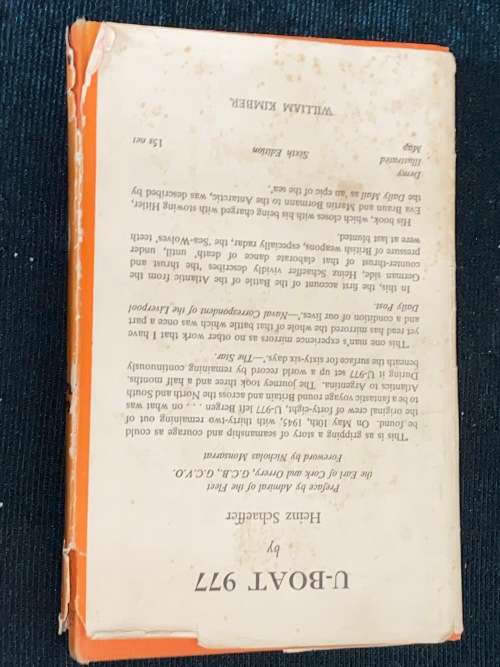 U-BOAT 977
by
Heinz Schaeffer
Preface by Admiral of the Fleet
the Earl of Cork and Orrery, G.C.B., G.C.V.O.
Foreword by Nicholas Monsarrat
'This is as gripping a story of seamanship and courage as could
be found. On May 10th, 1945, with thirty-two remaining out of
the original crew of forty-eight, U-977 left Bergen . . . on what was
to be a fantastic voyage round Britain and across the North and South
Atlantics to Argentina. The journey took three and a half months.
During it U-977 set up a world record by remaining continuously
beneath the surface for sixty-six days.'—The Star.
'This one man's experience mirrors as no other work that I have
yet read has mirrored the whole of that battle which was once a part
and a condition of our lives.'—Naval Correspondent of the Liverpool
Daily Post.
In this, the first account of the Battle of the Atlantic from the
German side, Heinz Schaeffer vividly describes 'the thrust and
counter-thrust of that elaborate dance of death' until, under
pressure of British weapons, especially radar, the 'Sea-Wolves' teeth
were at last blunted.
His book, which closes with his being charged with stowing Hitler,
Eva Braun and Martin Bormann to the Antarctic, was described by
the Daily Mail as 'an epic of the sea'.
Demy
Illustrated Sixth Edition 15s net
Map
WILLIAM KIMBER